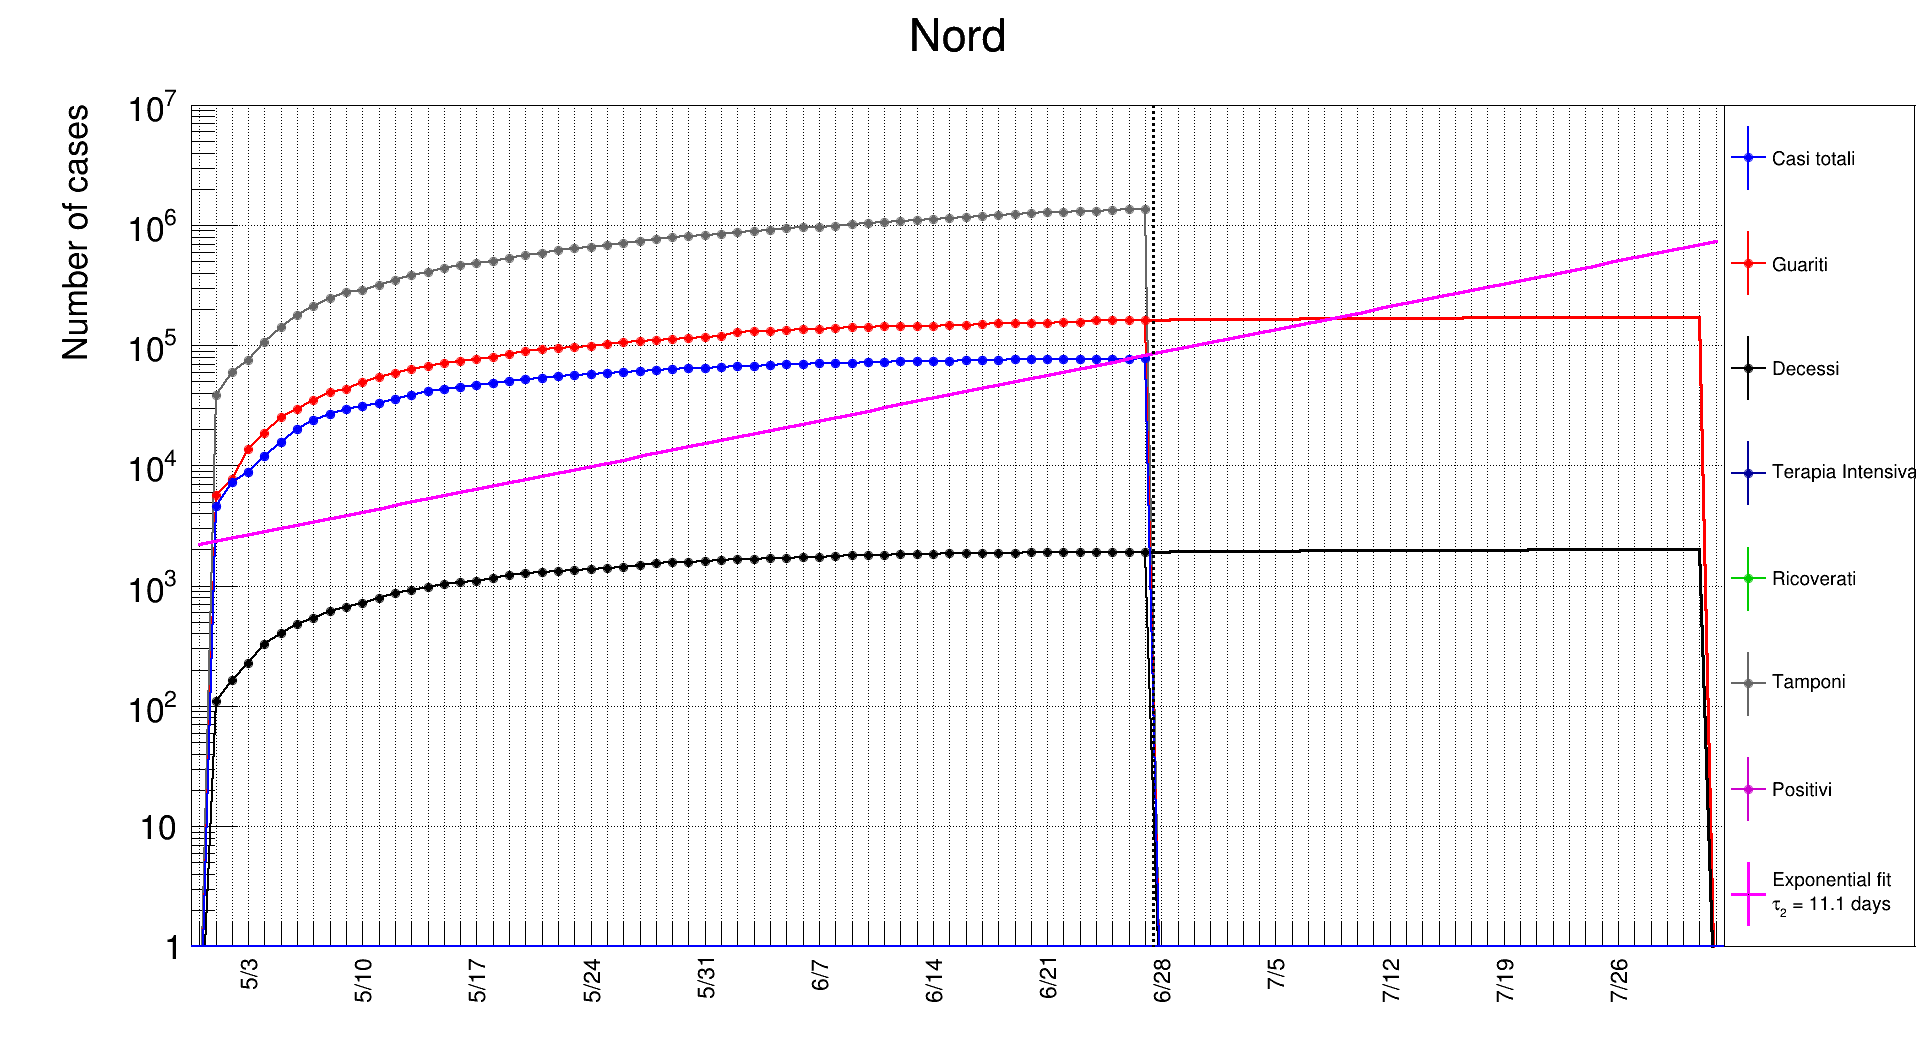 Nord
Number of cases
10^7
10^6
10^5
10^4
10^3
10^2
10
1
5/3
5/10
5/17
5/24
5/31
6/7
6/14
6/21
6/28
7/5
7/12
7/19
7/26
Casi totali
Guariti
Decessi
Terapia Intensiva
Ricoverati
Tamponi
Positivi
Exponential fit
τ_2 = 11.1 days